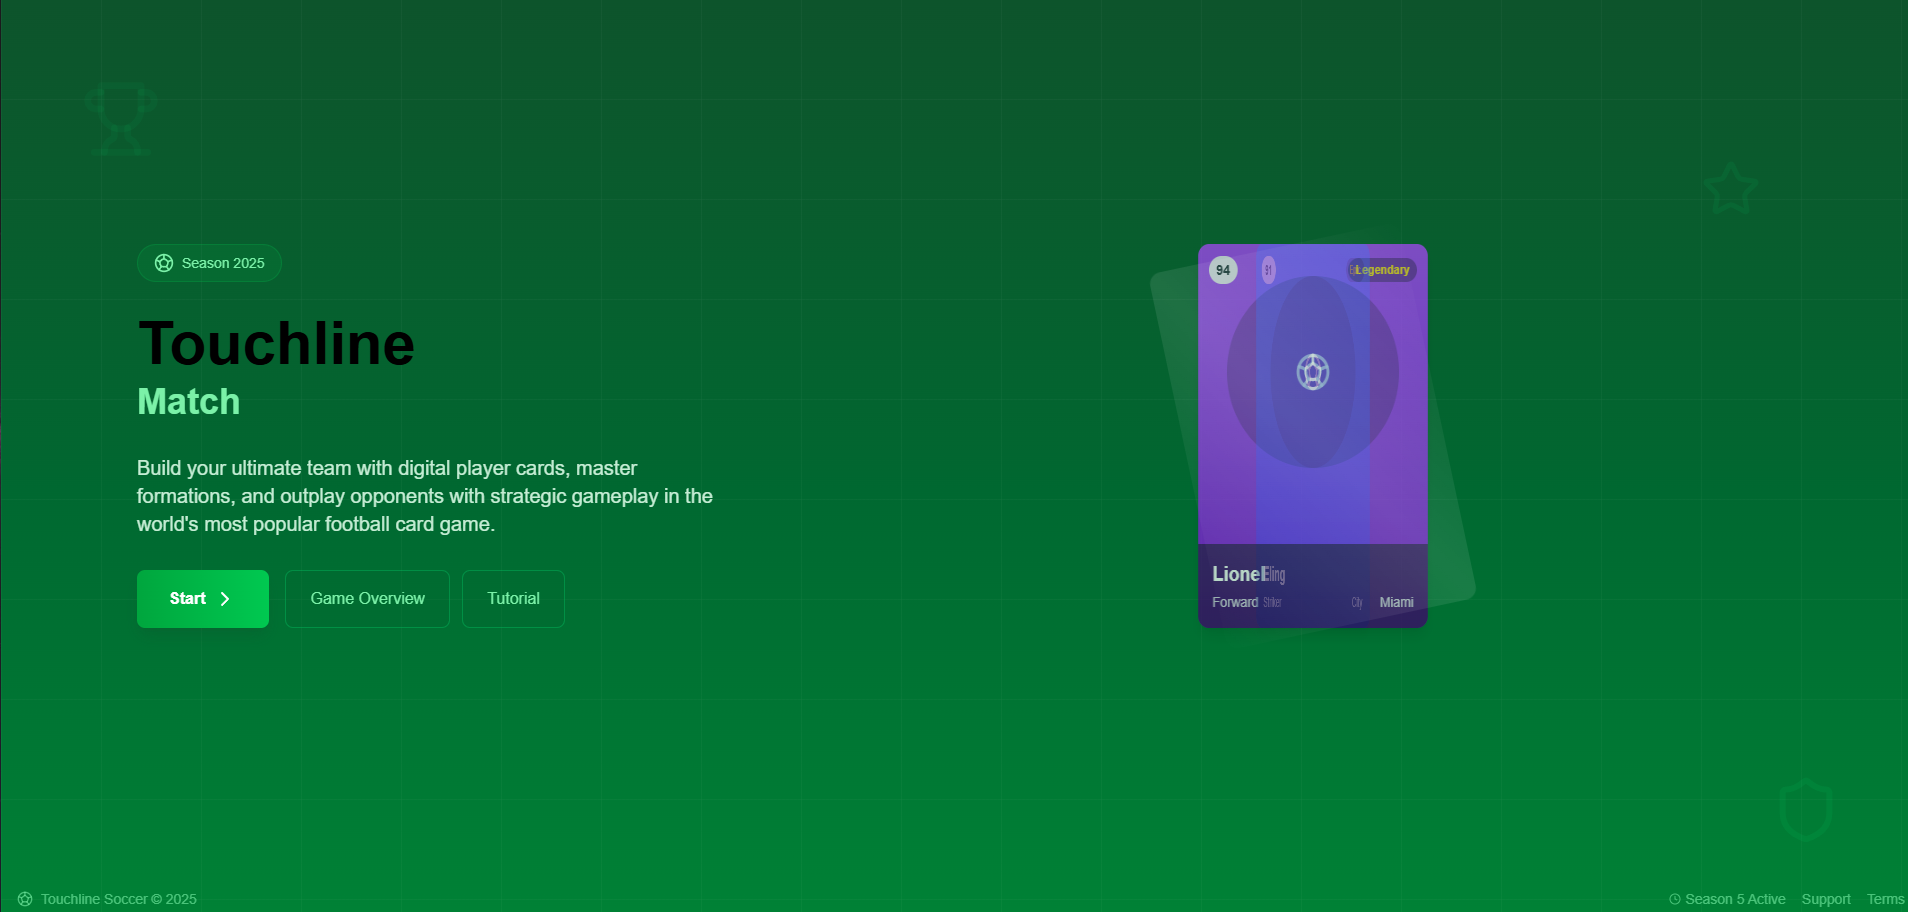 Season 2025
Touchline
Match
Build your ultimate team with digital player cards, master
formations, and outplay opponents with strategic gameplay in the
world's most popular football card game.
Start
Game Overview
Tutorial
94
91
Legendary
Lionel
Forward Striker
City Miami
Touchline Soccer © 2025
Season 5 Active
Support
Terms